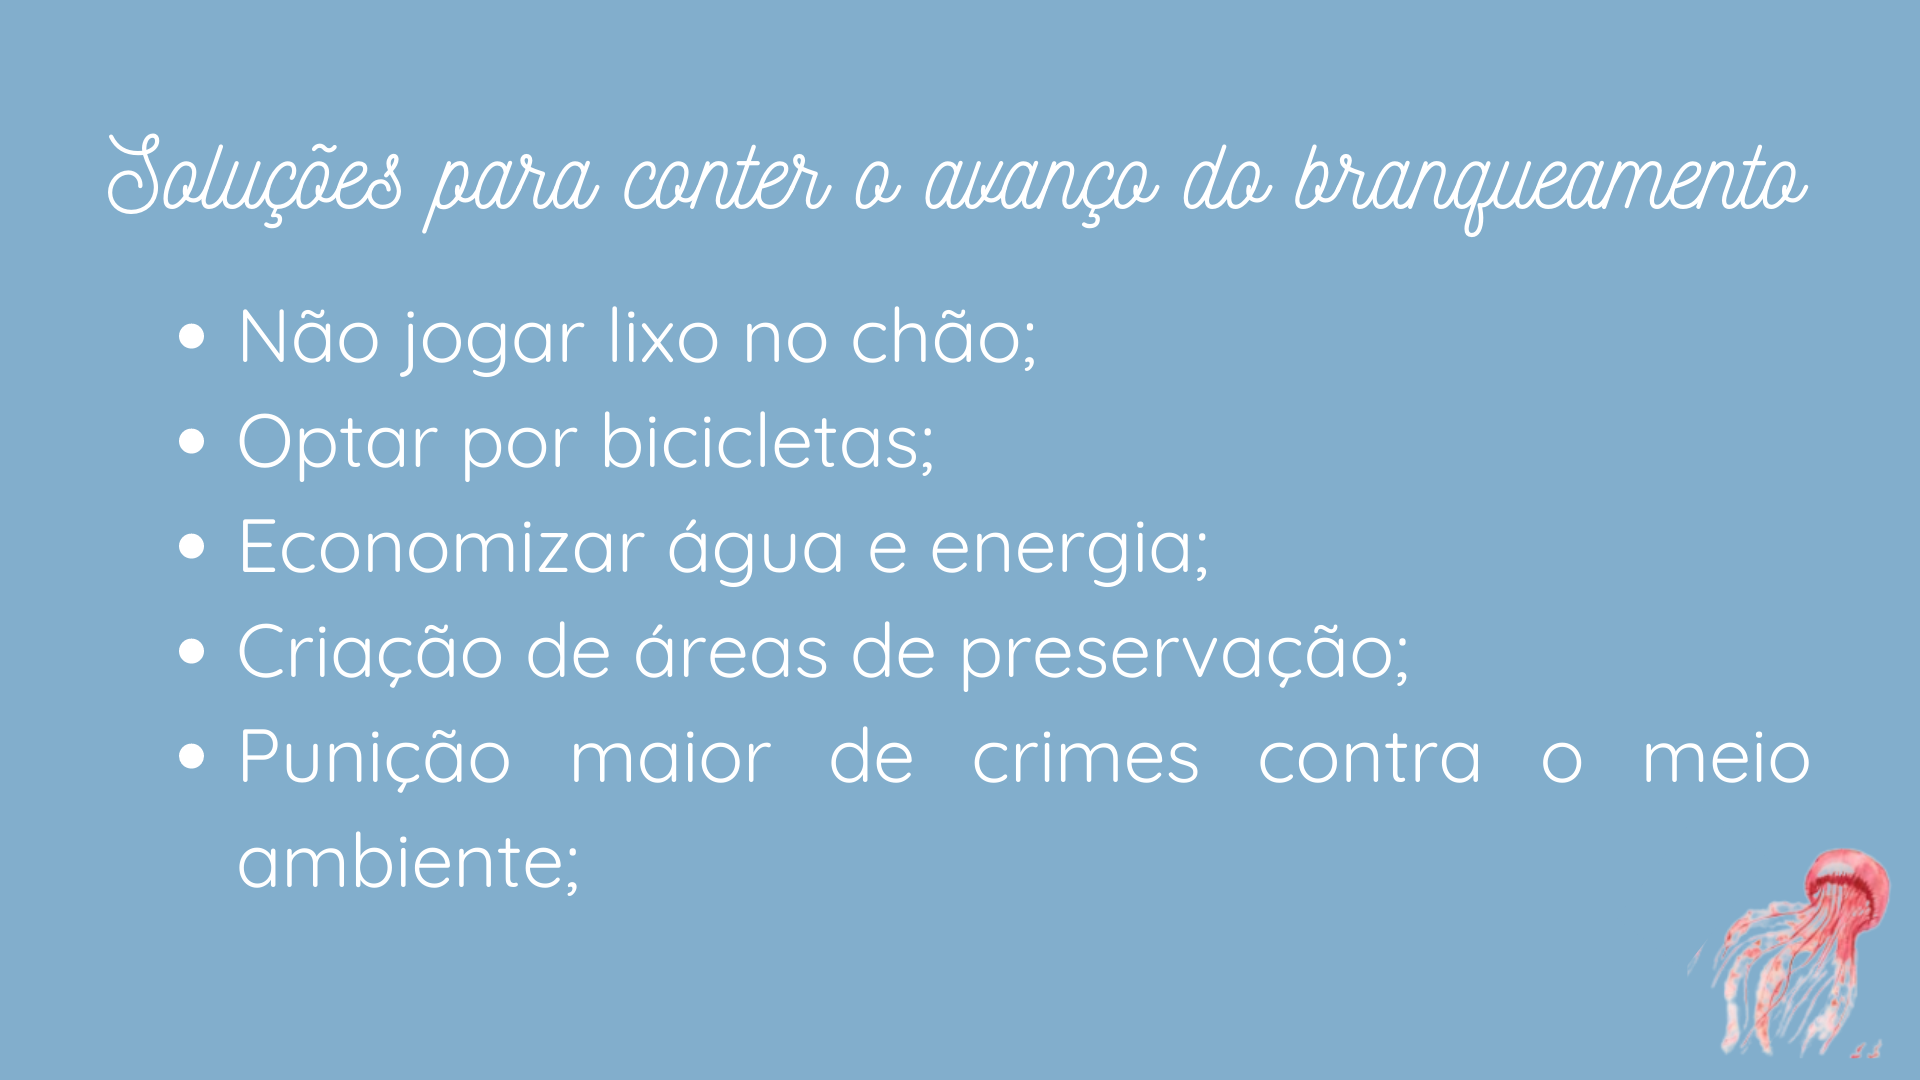 Soluções para conter o avanço do branqueamento
• Não jogar lixo no chão;
• Optar por bicicletas;
• Economizar água e energia;
• Criação de áreas de preservação;
• Punição maior de crimes contra o meio
ambiente;